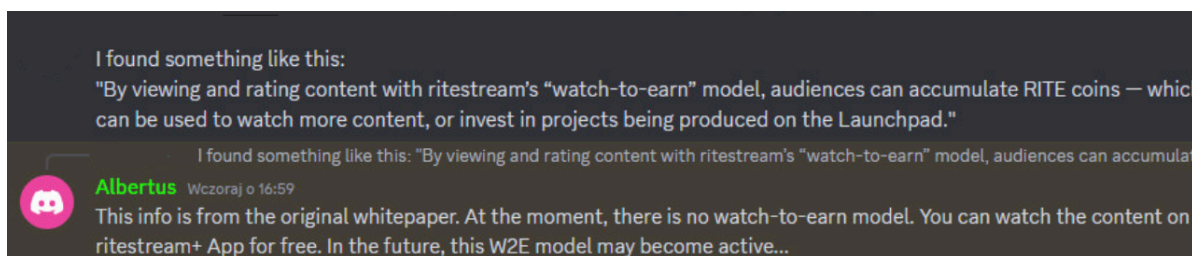 I found something like this:
"By viewing and rating content with ritestream's “watch-to-earn” model, audiences can accumulate RITE coins — which
can be used to watch more content, or invest in projects being produced on the Launchpad."
I found something like this: "By viewing and rating content with ritestream's “watch-to-earn” model, audiences can accumulat
Albertus Wczoraj o 16:59
This info is from the original whitepaper. At the moment, there is no watch-to-earn model. You can watch the content on
ritestream+ App for free. In the future, this W2E model may become active...